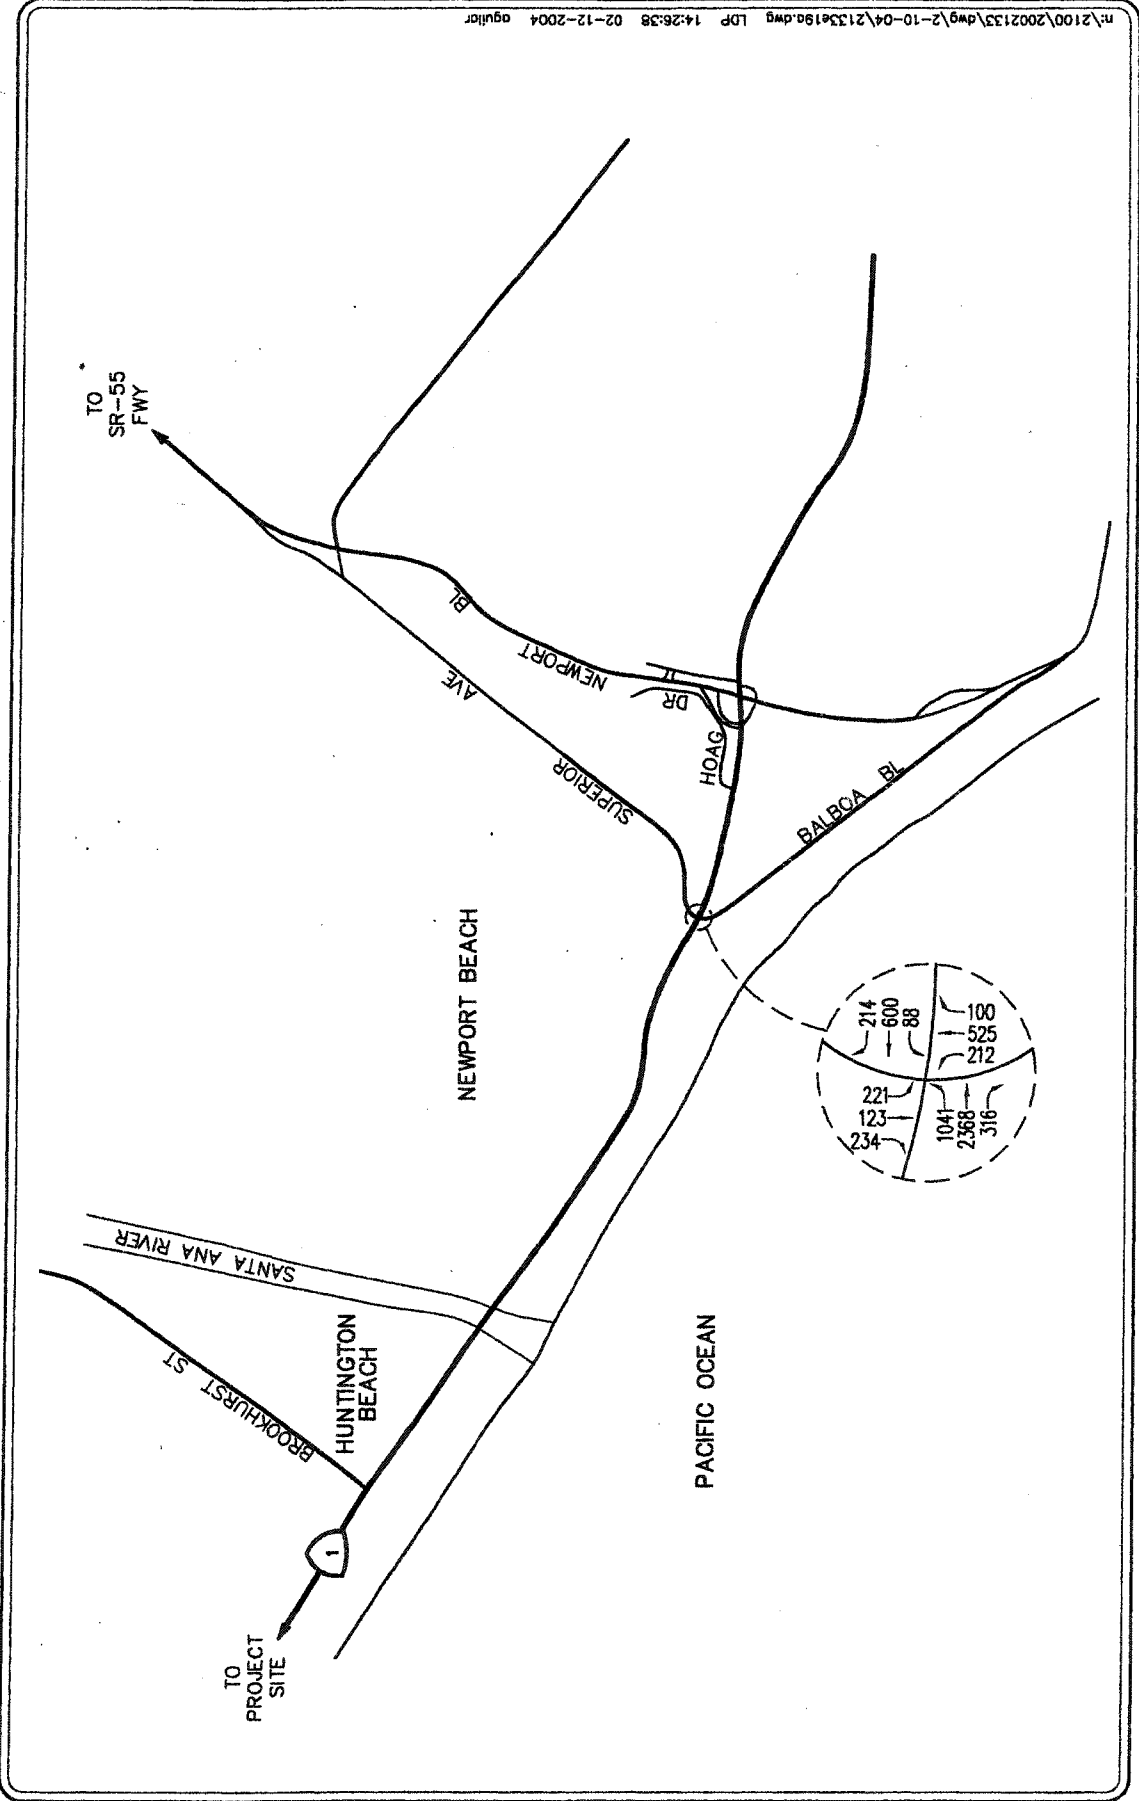 n:\2100\2002133\dwg\2-10-04\2133e19a.dwg LDP 14:26:38 02-12-2004 aguilar
TO
SR-55
FWY
BL
NEWPORT
AVE
SUPERIOR
DR
HOAG
BALBOA BL
NEWPORT BEACH
214
600
88
100
525
212
221
123
234
1041
2368
316
SANTA ANA RIVER
BROOKHURST ST
HUNTINGTON
BEACH
PACIFIC OCEAN
1
TO
PROJECT
SITE